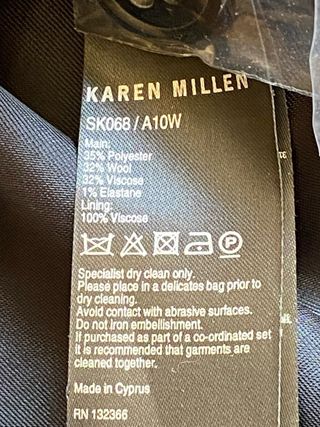 KAREN MILLEN
SK068 / A10W
Main:
35% Polyester
32% Wool
32% Viscose
1% Elastane
Lining:
100% Viscose
P
Specialist dry clean only.
Please place in a delicates bag prior to
dry cleaning.
Avoid contact with abrasive surfaces.
Do not iron embellishment.
If purchased as part of a co-ordinated set
It is recommended that garments are
cleaned together.
Made in Cyprus
RN 132366